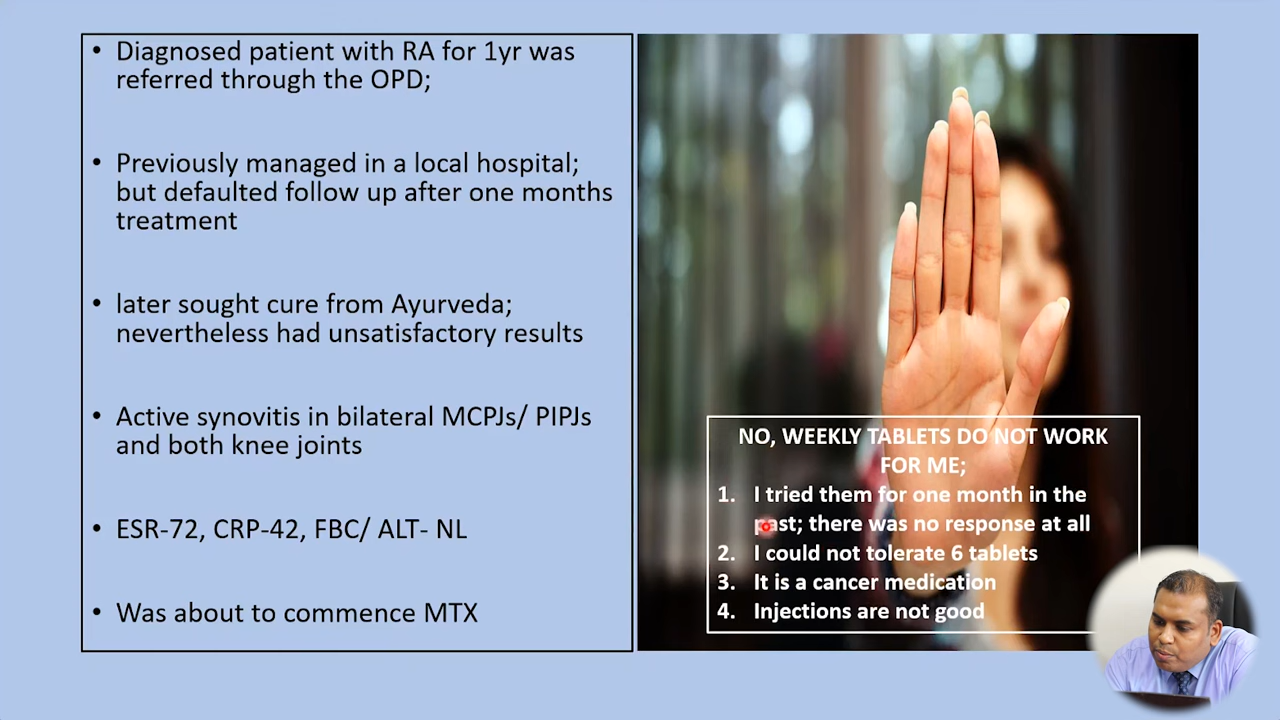 • Diagnosed patient with RA for 1yr was
referred through the OPD;
• Previously managed in a local hospital;
but defaulted follow up after one months
treatment
• later sought cure from Ayurveda;
nevertheless had unsatisfactory results
• Active synovitis in bilateral MCPJs/ PIPJs
and both knee joints
• ESR-72, CRP-42, FBC/ ALT- NL
• Was about to commence MTX
NO, WEEKLY TABLETS DO NOT WORK
FOR ME;
1. I tried them for one month in the
past; there was no response at all
2. I could not tolerate 6 tablets
3. It is a cancer medication
4. Injections are not good